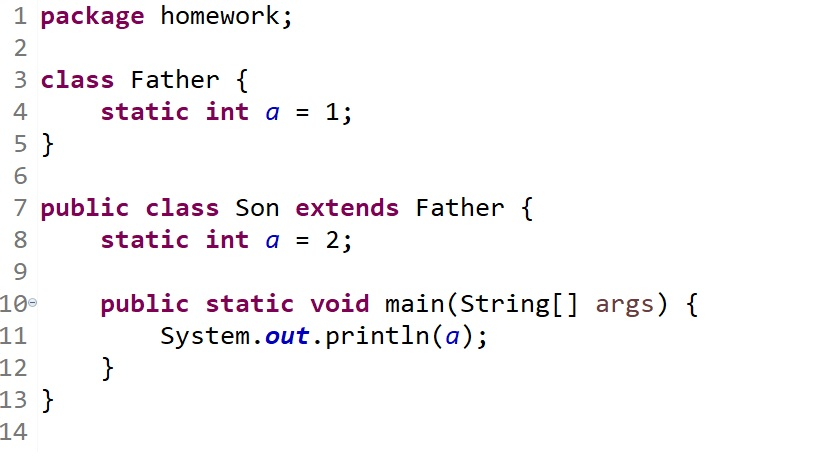 1 package homework;
2
3 class Father {
4     static int a = 1;
5 }
6
7 public class Son extends Father {
8     static int a = 2;
9
10     public static void main(String[] args) {
11         System.out.println(a);
12     }
13 }
14